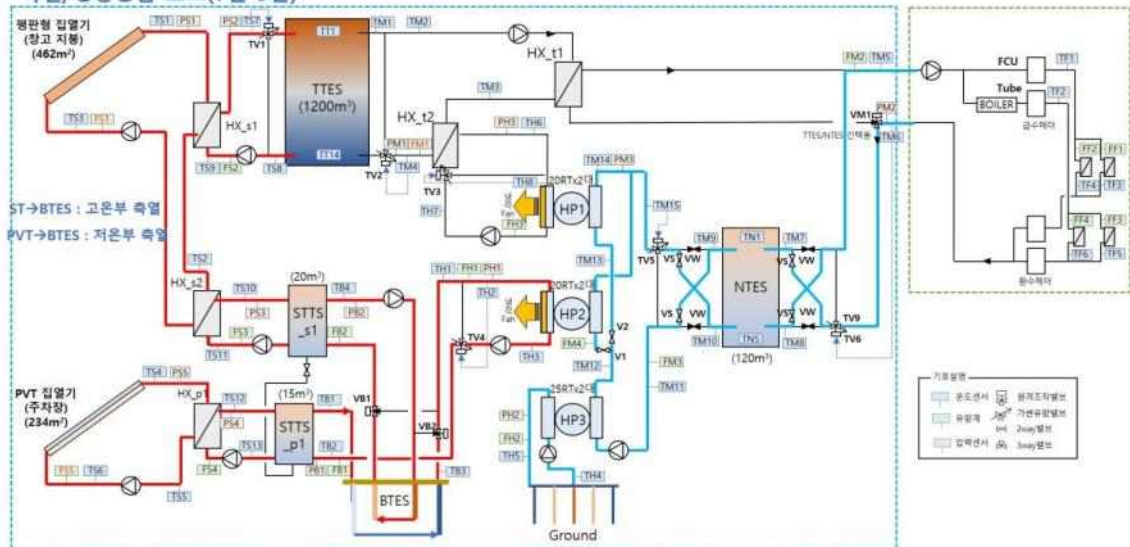 평판형 집열기
(창고 지붕)
(462m²)
TS1
PS1
PS2
TS7
TV1
TT1
TTES
(1200m³)
TT14
TM1
TM2
HX_t1
TS3
FS1
HX_s1
TS9
FS2
TS8
TM3
HX_t2
PM1
FM1
TV2
TM4
TV3
PH3
TH6
TH8
TH7
FH3
Fan
20RTx2대
HP1
TM14
PM3
TM13
ST→BTES : 고온부 축열
PVT→BTES : 저온부 축열
TS2
HX_s2
TS10
PS3
FS3
TS11
(20m³)
STTS
_s1
TB4
PB2
FB2
TH1
FH1
PH1
TH2
TV4
TH3
Fan
20RTx2대
HP2
FM4
V2
V1
TM12
TM15
TV5
TM9
VS
VW
VS
VW
TM10
TN1
NTES
TN5
(120m³)
TM7
VS
VW
VS
VW
TM8
TV9
TV6
FM3
TM11
PVT 집열기
(주차장)
(234m²)
TS4
PS5
HX_p1
TS12
PS4
TS13
FS4
FS5
TS6
TS5
(15m³)
STTS
_p1
TB1
TB2
PB1
FB1
VB1
VB2
TB3
BTES
25RTx2대
HP3
PH2
FH2
TH5
TH4
Ground
FM2
TM5
VM1
PM2
TM6
FCU
TF1
Tube
BOILER
TF2
급수헤더
FF2
FF1
TF4
TF3
FF4
FF3
TF6
TF5
환수헤더
기호설명
온도센서
원격조작밸브
유량계
가변유량밸브
2way밸브
압력센서
3way밸브